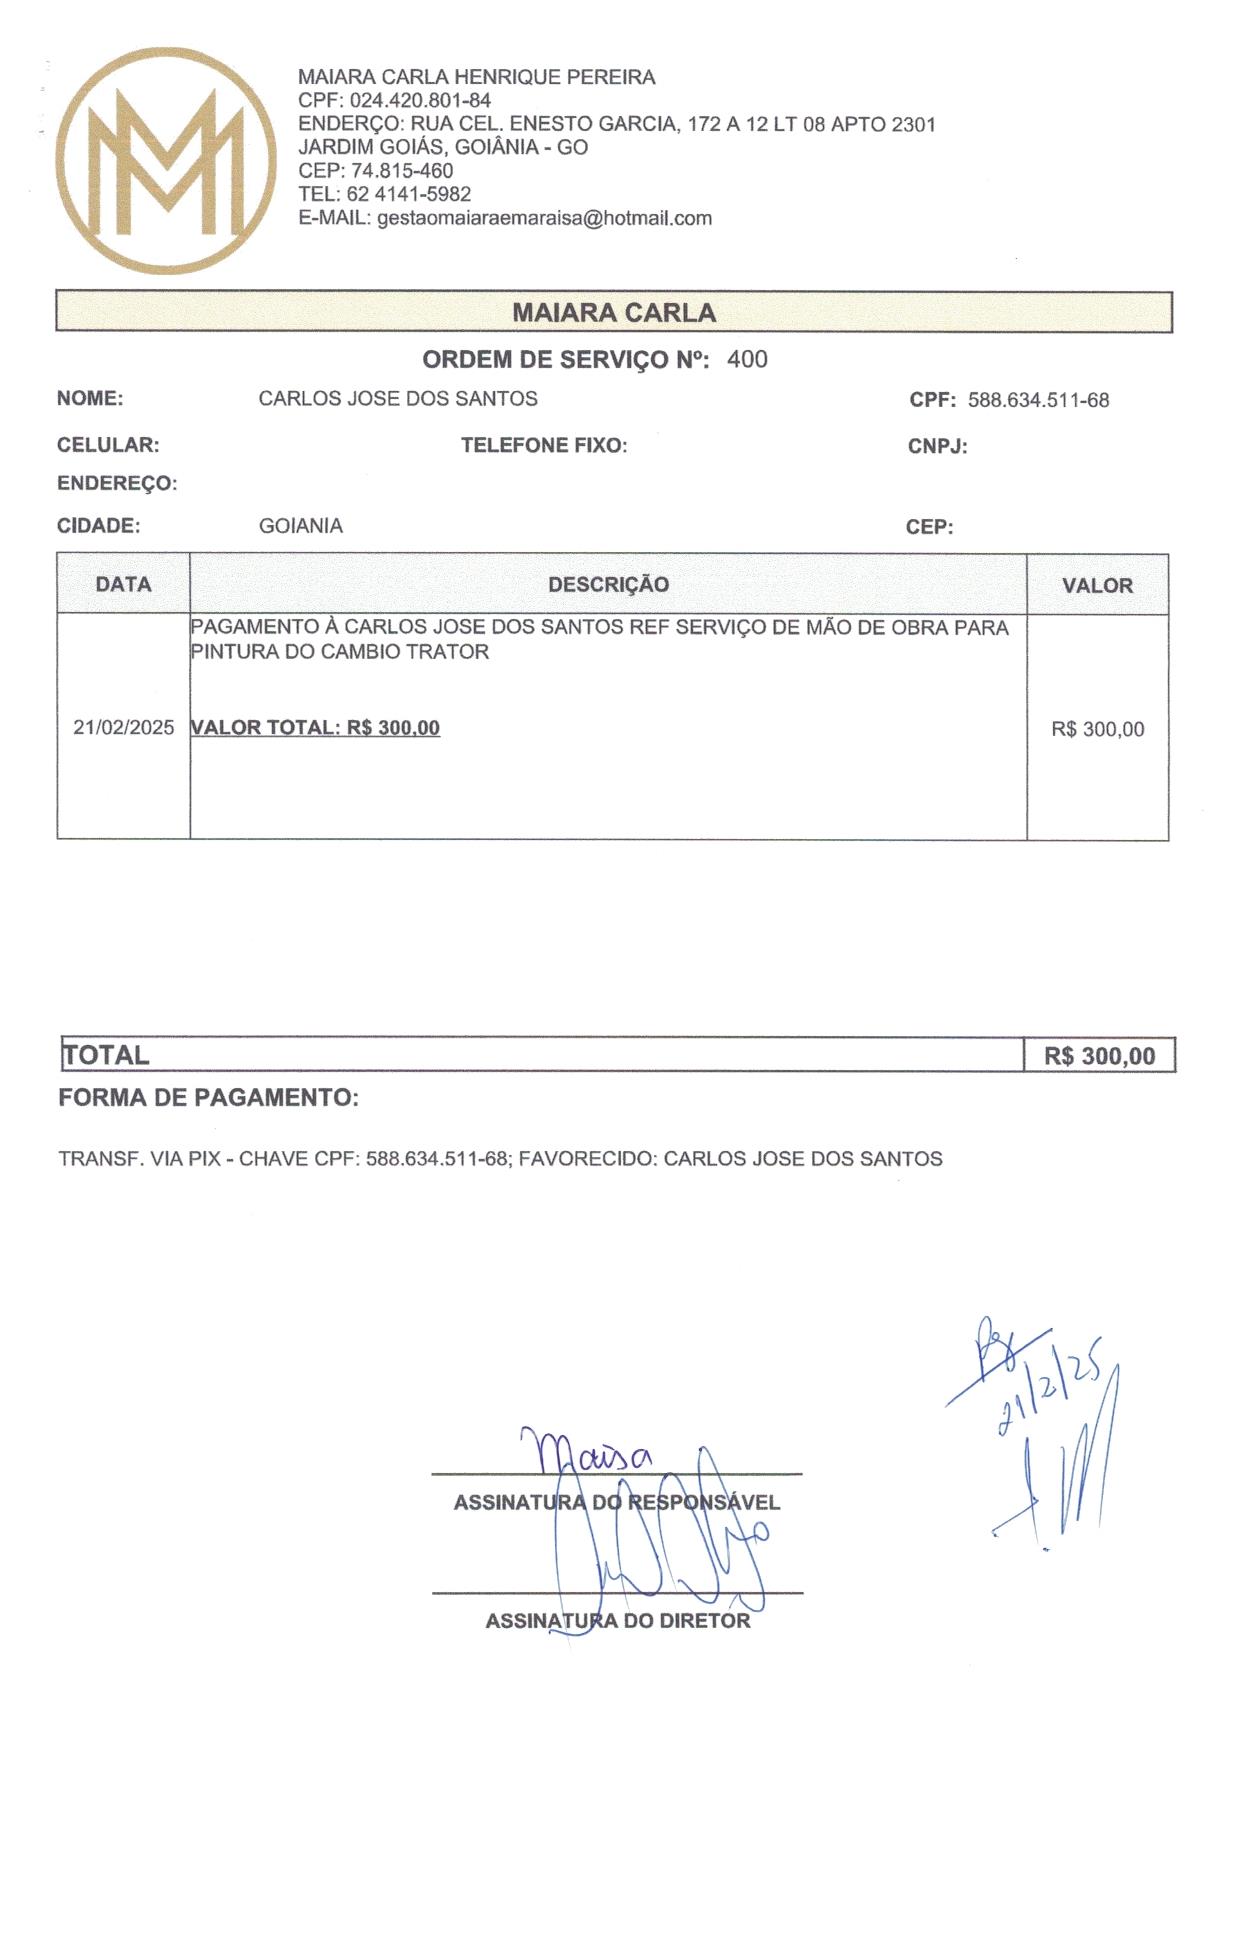 MAIARA CARLA HENRIQUE PEREIRA
CPF: 024.420.801-84
ENDERÇO: RUA CEL. ENESTO GARCIA, 172 A 12 LT 08 APTO 2301
JARDIM GOIÁS, GOIÂNIA - GO
CEP: 74.815-460
TEL: 62 4141-5982
E-MAIL: gestaomaiaraemaraisa@hotmail.com
MAIARA CARLA
ORDEM DE SERVIÇO Nº: 400
NOME: CARLOS JOSE DOS SANTOS CPF: 588.634.511-68
CELULAR: TELEFONE FIXO: CNPJ:
ENDEREÇO:
CIDADE: GOIANIA CEP:
DATA DESCRIÇÃO VALOR
PAGAMENTO À CARLOS JOSE DOS SANTOS REF SERVIÇO DE MÃO DE OBRA PARA
PINTURA DO CAMBIO TRATOR
21/02/2025 VALOR TOTAL: R$ 300,00 R$ 300,00
TOTAL R$ 300,00
FORMA DE PAGAMENTO:
TRANSF. VIA PIX - CHAVE CPF: 588.634.511-68; FAVORECIDO: CARLOS JOSE DOS SANTOS
21/2/25
Maisa
ASSINATURA DO RESPONSÁVEL
ASSINATURA DO DIRETOR